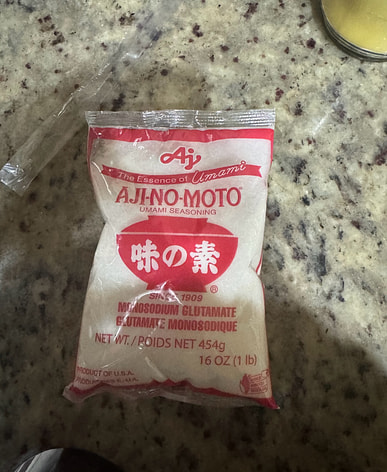 Aj
The Essence of Umami
AJI-NO-MOTO
UMAMI SEASONING
味の素
®
SINCE 1909
MONOSODIUM GLUTAMATE
GLUTAMATE MONOSODIQUE
NET WT. / POIDS NET 454g
16 OZ (1 lb)
PRODUCT OF U.S.A.